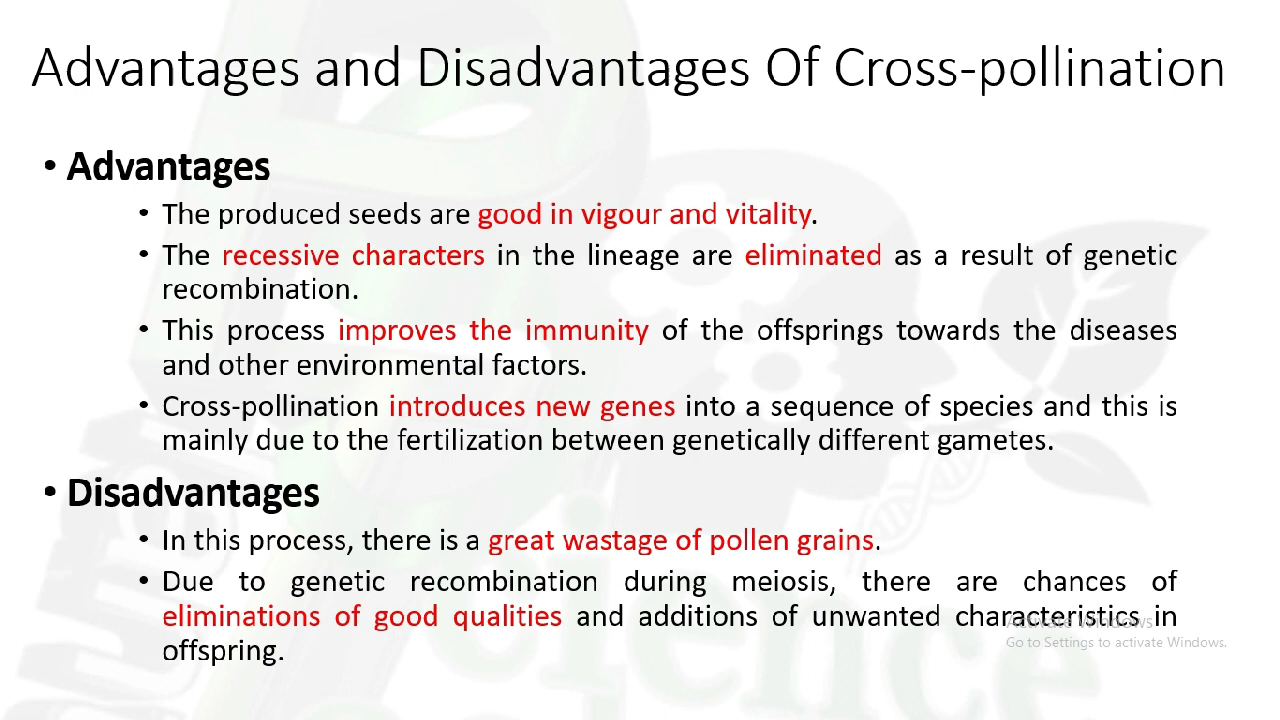 Advantages and Disadvantages Of Cross-pollination
• Advantages
• The produced seeds are good in vigour and vitality.
• The recessive characters in the lineage are eliminated as a result of genetic
recombination.
• This process improves the immunity of the offsprings towards the diseases
and other environmental factors.
• Cross-pollination introduces new genes into a sequence of species and this is
mainly due to the fertilization between genetically different gametes.
• Disadvantages
• In this process, there is a great wastage of pollen grains.
• Due to genetic recombination during meiosis, there are chances of
eliminations of good qualities and additions of unwanted characteristics in
offspring.
Activate Windows
Go to Settings to activate Windows.